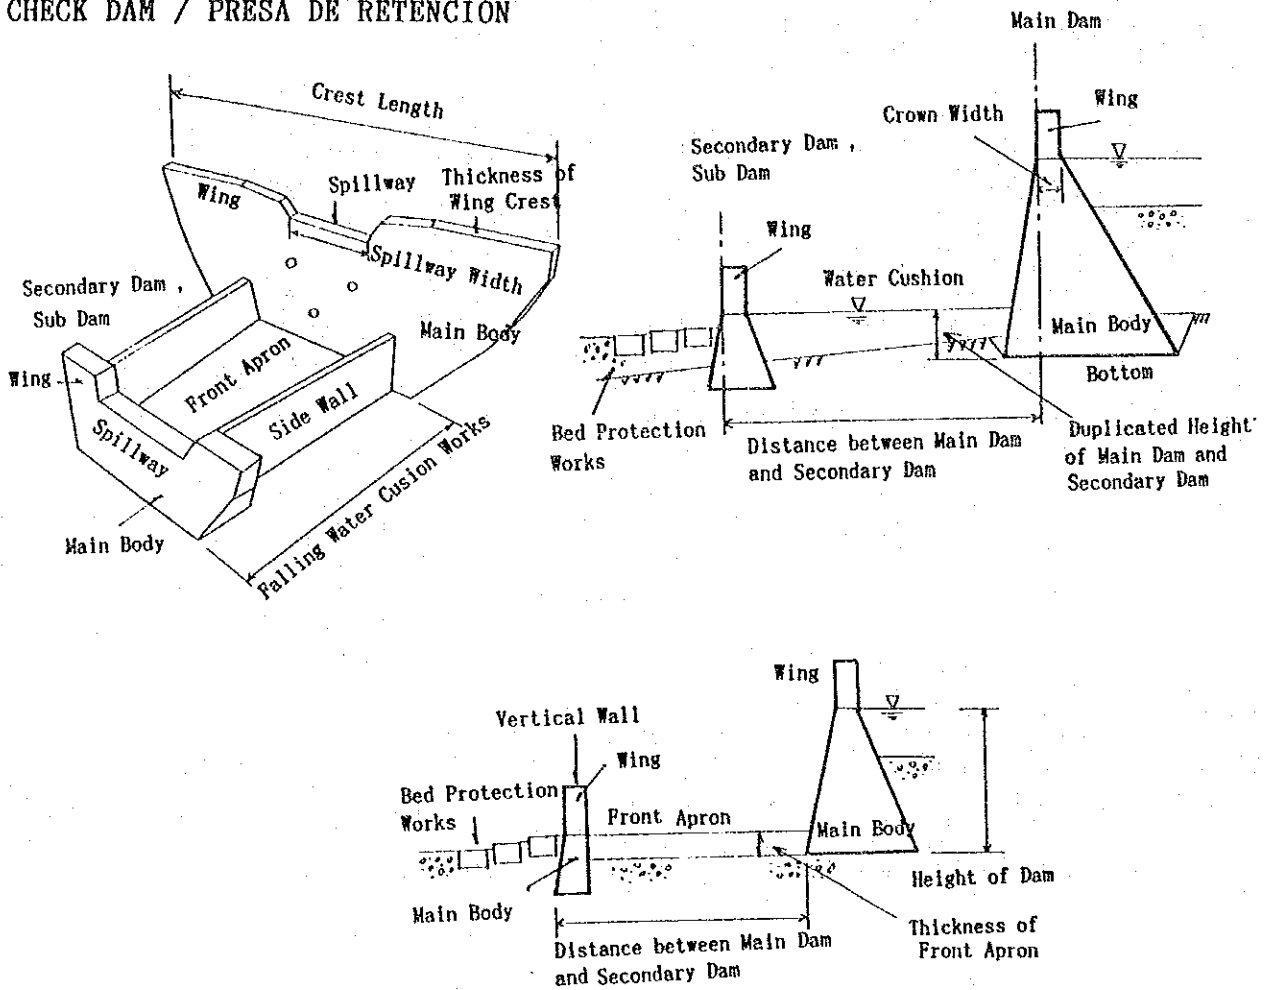 CHECK DAM / PRESA DE RETENCION
Crest Length
Wing
Spillway
Thickness of
Wing Crest
Spillway Width
Secondary Dam ,
Sub Dam
Main Body
Wing
Front Apron
Side Wall
Spillway
Main Body
Falling Water Cusion Works
Main Dam
Wing
Crown Width
Secondary Dam ,
Sub Dam
Wing
Water Cushion
Main Body
Bottom
Bed Protection
Works
Distance between Main Dam
and Secondary Dam
Duplicated Height
of Main Dam and
Secondary Dam
Wing
Vertical Wall
Wing
Bed Protection
Works
Front Apron
Main Body
Height of Dam
Main Body
Distance between Main Dam
and Secondary Dam
Thickness of
Front Apron